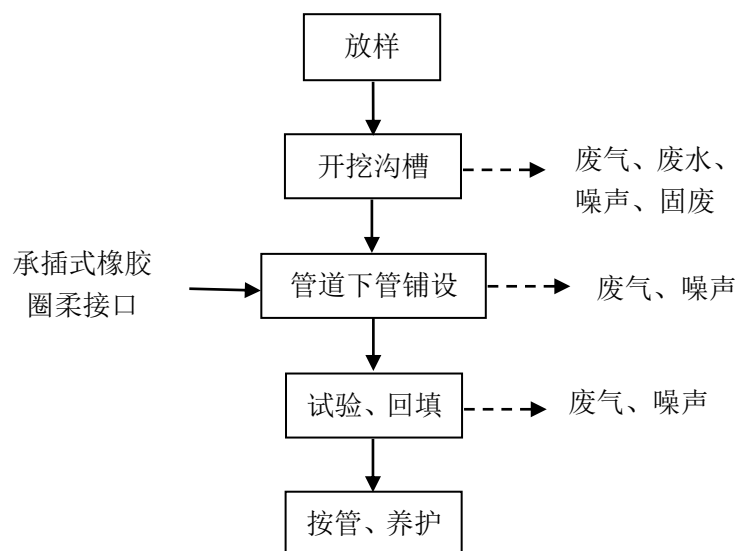 放样
开挖沟槽
废气、废水、
噪声、固废
承插式橡胶
圈柔接口
管道下管铺设
废气、噪声
试验、回填
废气、噪声
按管、养护